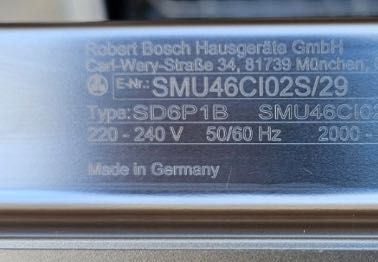 Robert Bosch Hausgeräte GmbH
Carl-Wery-Straße 34, 81739 München,
E-Nr.: SMU46CI02S/29
Type: SD6P1B SMU46CI02
220 - 240 V 50/60 Hz 2000 -
Made in Germany